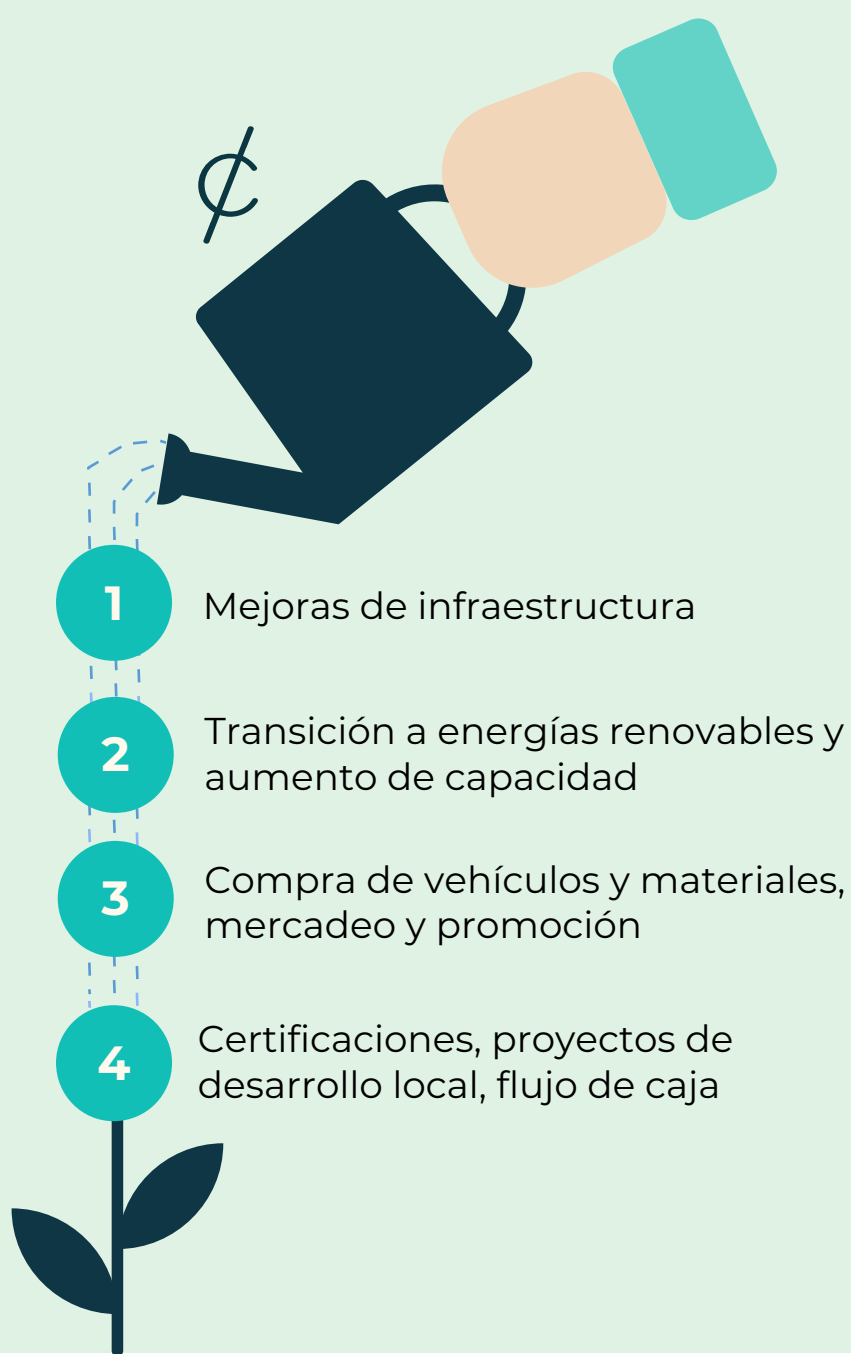 ₡
1
Mejoras de infraestructura
2
Transición a energías renovables y
aumento de capacidad
3
Compra de vehículos y materiales,
mercadeo y promoción
4
Certificaciones, proyectos de
desarrollo local, flujo de caja